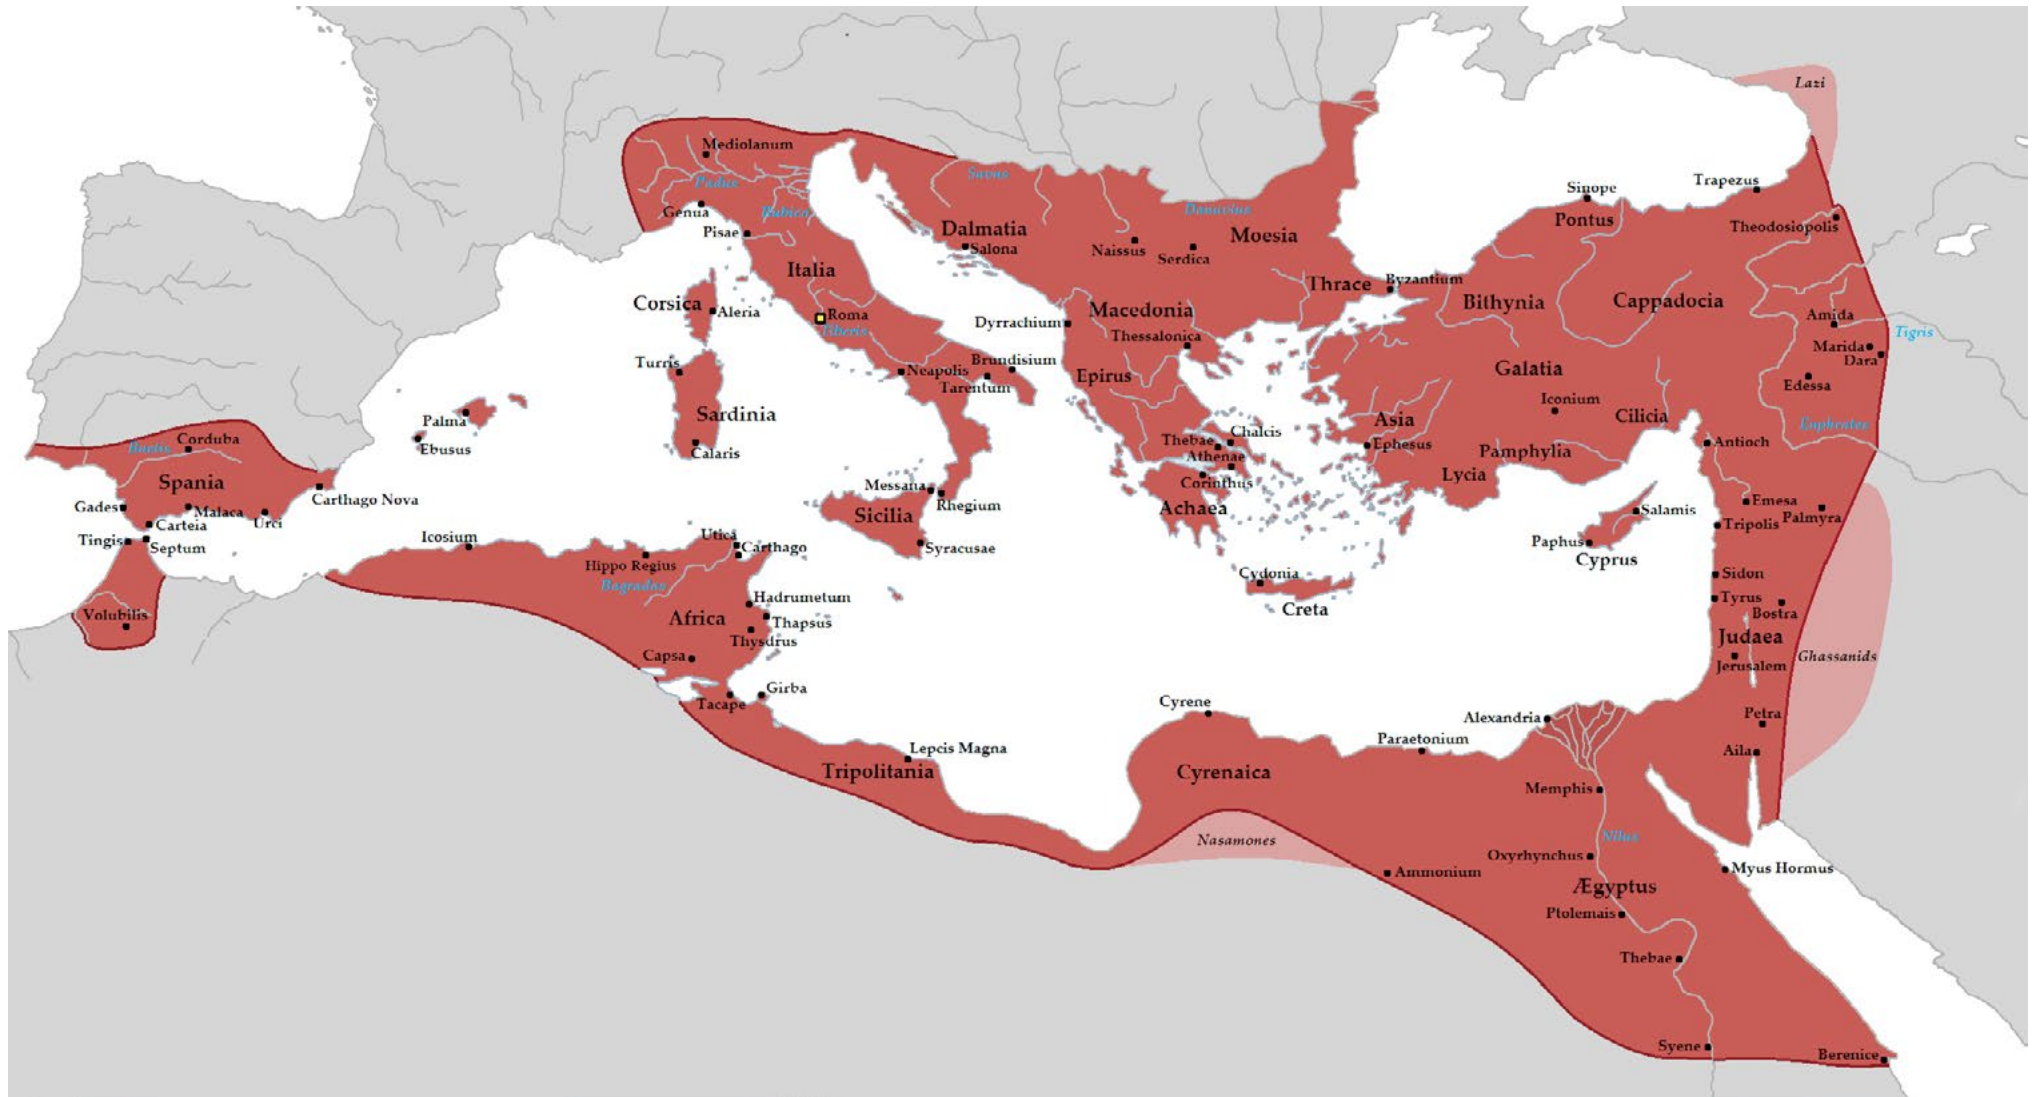 Lazi
Mediolanum
Padus
Savus
Sinope
Trapezus
Genua
Rubico
Danuvius
Pontus
Theodosiopolis
Pisae
Dalmatia
Salona
Naissus
Serdica
Moesia
Italia
Thrace
Byzantium
Bithynia
Cappadocia
Corsica
Aleria
Roma
Tiberis
Dyrrachium
Macedonia
Thessalonica
Amida
Tigris
Marida
Dara
Turris
Neapolis
Brundisium
Tarentum
Epirus
Galatia
Edessa
Iconium
Palma
Sardinia
Asia
Cilicia
Euphrates
Corduba
Baetis
Ebusus
Calaris
Chalcis
Thebae
Athenae
Ephesus
Pamphylia
Antioch
Spania
Carthago Nova
Messana
Rhegium
Corinthus
Lycia
Gades
Malaca
Urci
Carteia
Sicilia
Achaea
Salamis
Emesa
Palmyra
Tripolis
Tingis
Septum
Icosium
Utica
Carthago
Syracusae
Paphus
Cyprus
Hippo Regius
Bagradas
Cydonia
Sidon
Creta
Tyrus
Bostra
Volubilis
Hadrumetum
Africa
Thapsus
Thysdrus
Judaea
Capsa
Jerusalem
Ghassanids
Girba
Tacape
Cyrene
Alexandria
Petra
Paraetonium
Aila
Lepcis Magna
Tripolitania
Cyrenaica
Memphis
Nasamones
Nilus
Oxyrhynchus
Ammonium
Myus Hormus
Ægyptus
Ptolemais
Thebae
Syene
Berenice